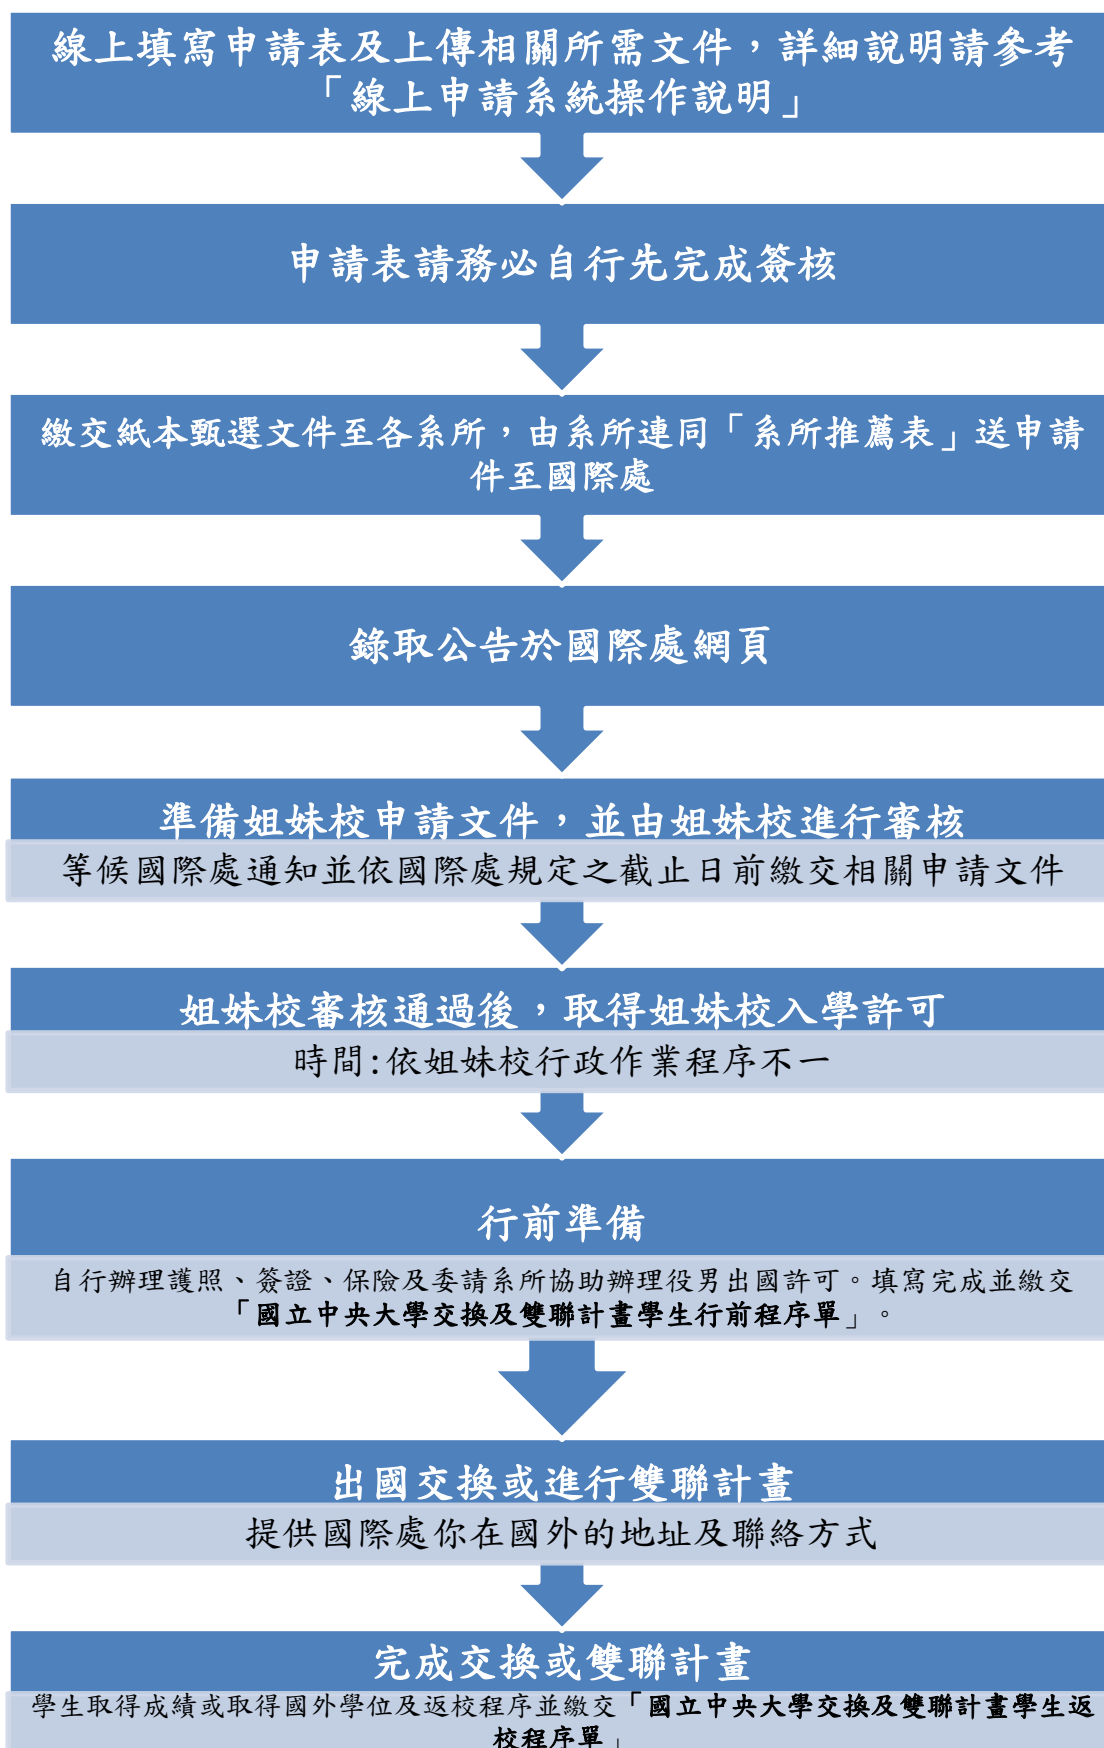 線上填寫申請表及上傳相關所需文件，詳細說明請參考
「線上申請系統操作說明」
申請表請務必自行先完成簽核
繳交紙本甄選文件至各系所，由系所連同「系所推薦表」送申請
件至國際處
錄取公告於國際處網頁
準備姐妹校申請文件，並由姐妹校進行審核
等候國際處通知並依國際處規定之截止日前繳交相關申請文件
姐妹校審核通過後，取得姐妹校入學許可
時間:依姐妹校行政作業程序不一
行前準備
自行辦理護照、簽證、保險及委請系所協助辦理役男出國許可。填寫完成並繳交
「國立中央大學交換及雙聯計畫學生行前程序單」。
出國交換或進行雙聯計畫
提供國際處你在國外的地址及聯絡方式
完成交換或雙聯計畫
學生取得成績或取得國外學位及返校程序並繳交「國立中央大學交換及雙聯計畫學生返
校程序單」